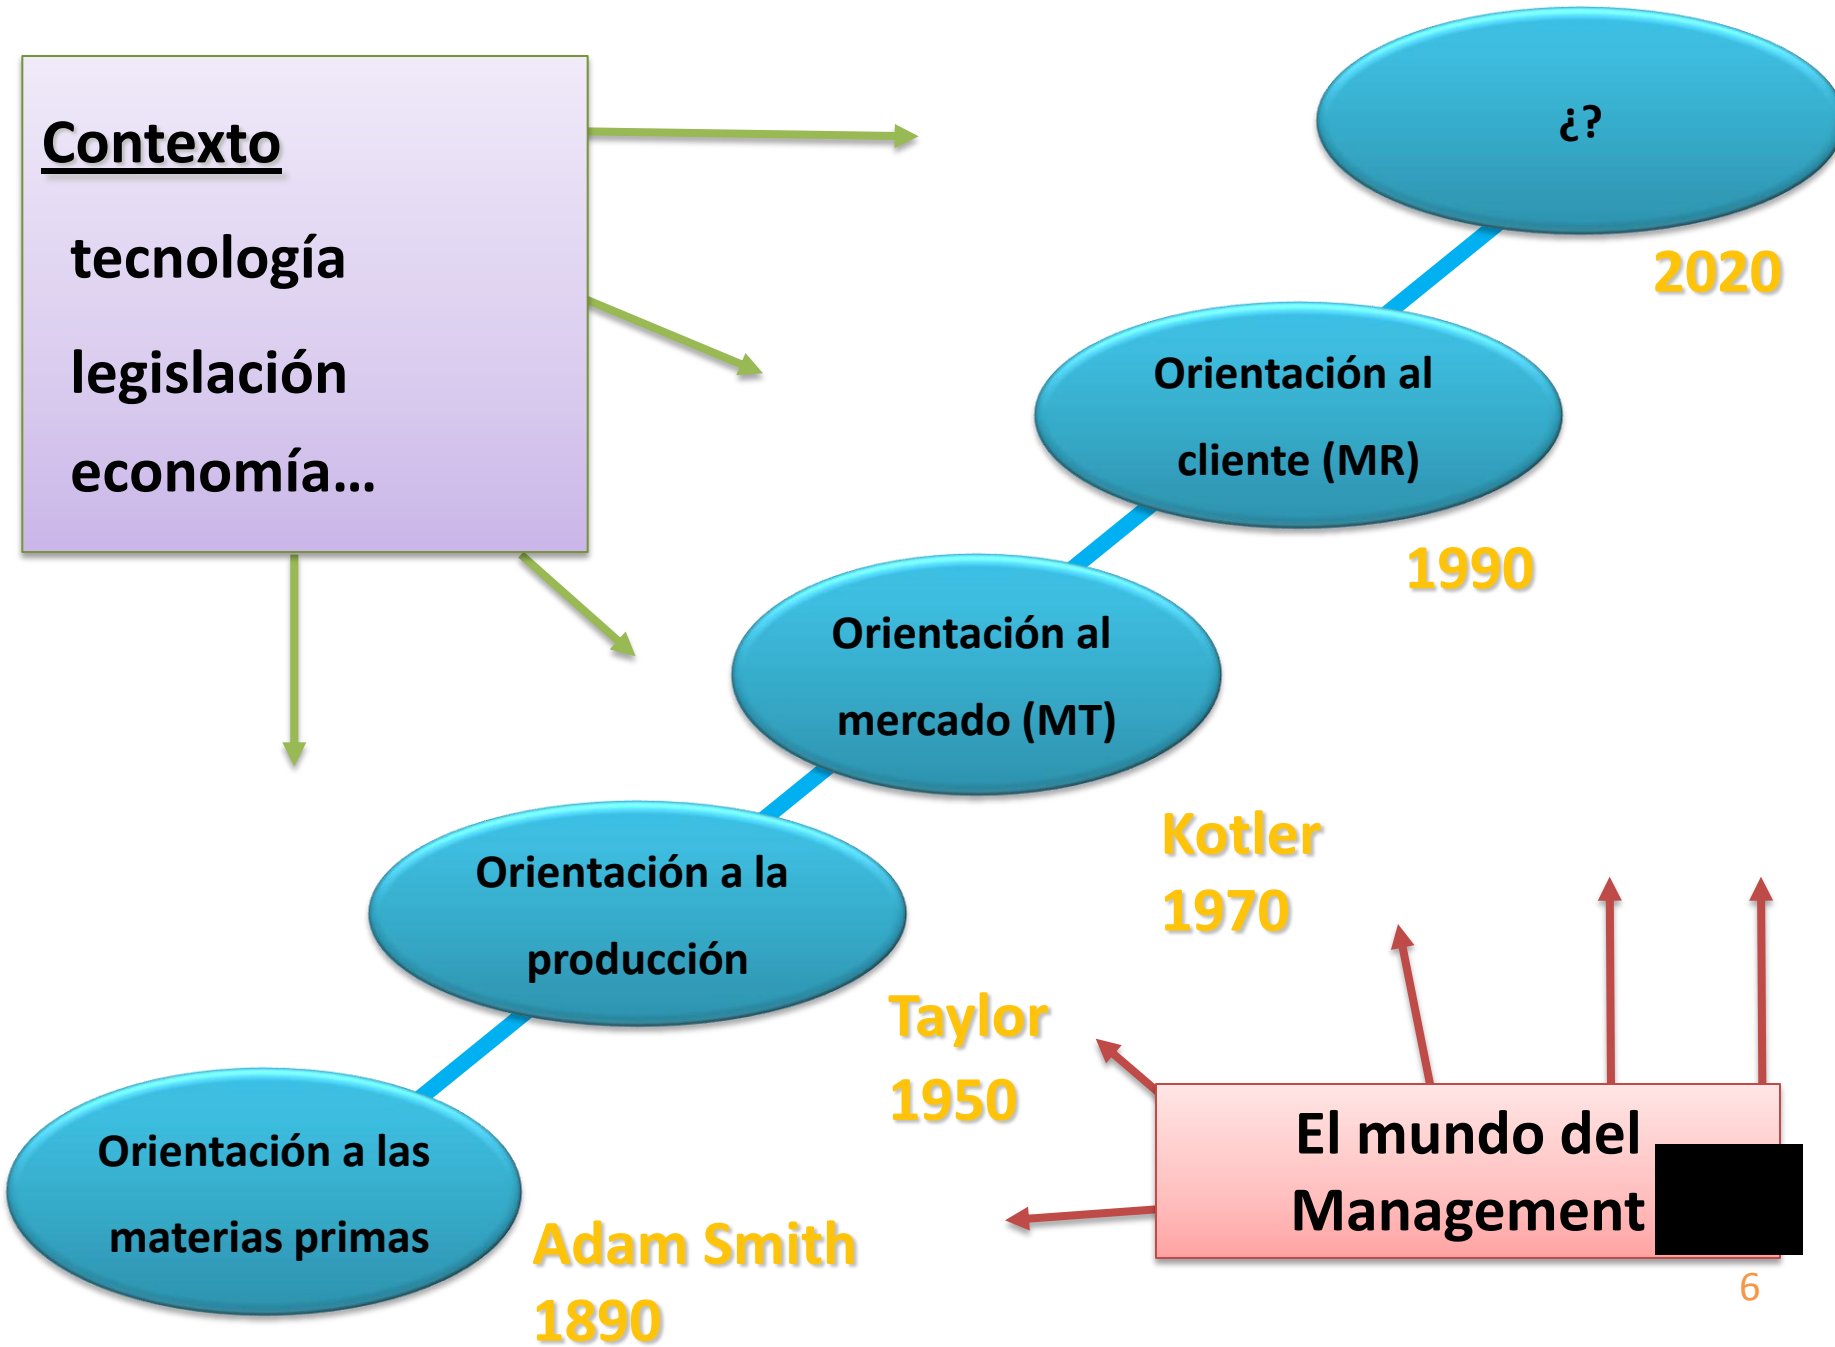 Contexto
tecnología
legislación
economía...
¿?
2020
Orientación al
cliente (MR)
1990
Orientación al
mercado (MT)
Kotler
1970
Orientación a la
producción
Taylor
1950
Orientación a las
materias primas
Adam Smith
1890
El mundo del
Management
6